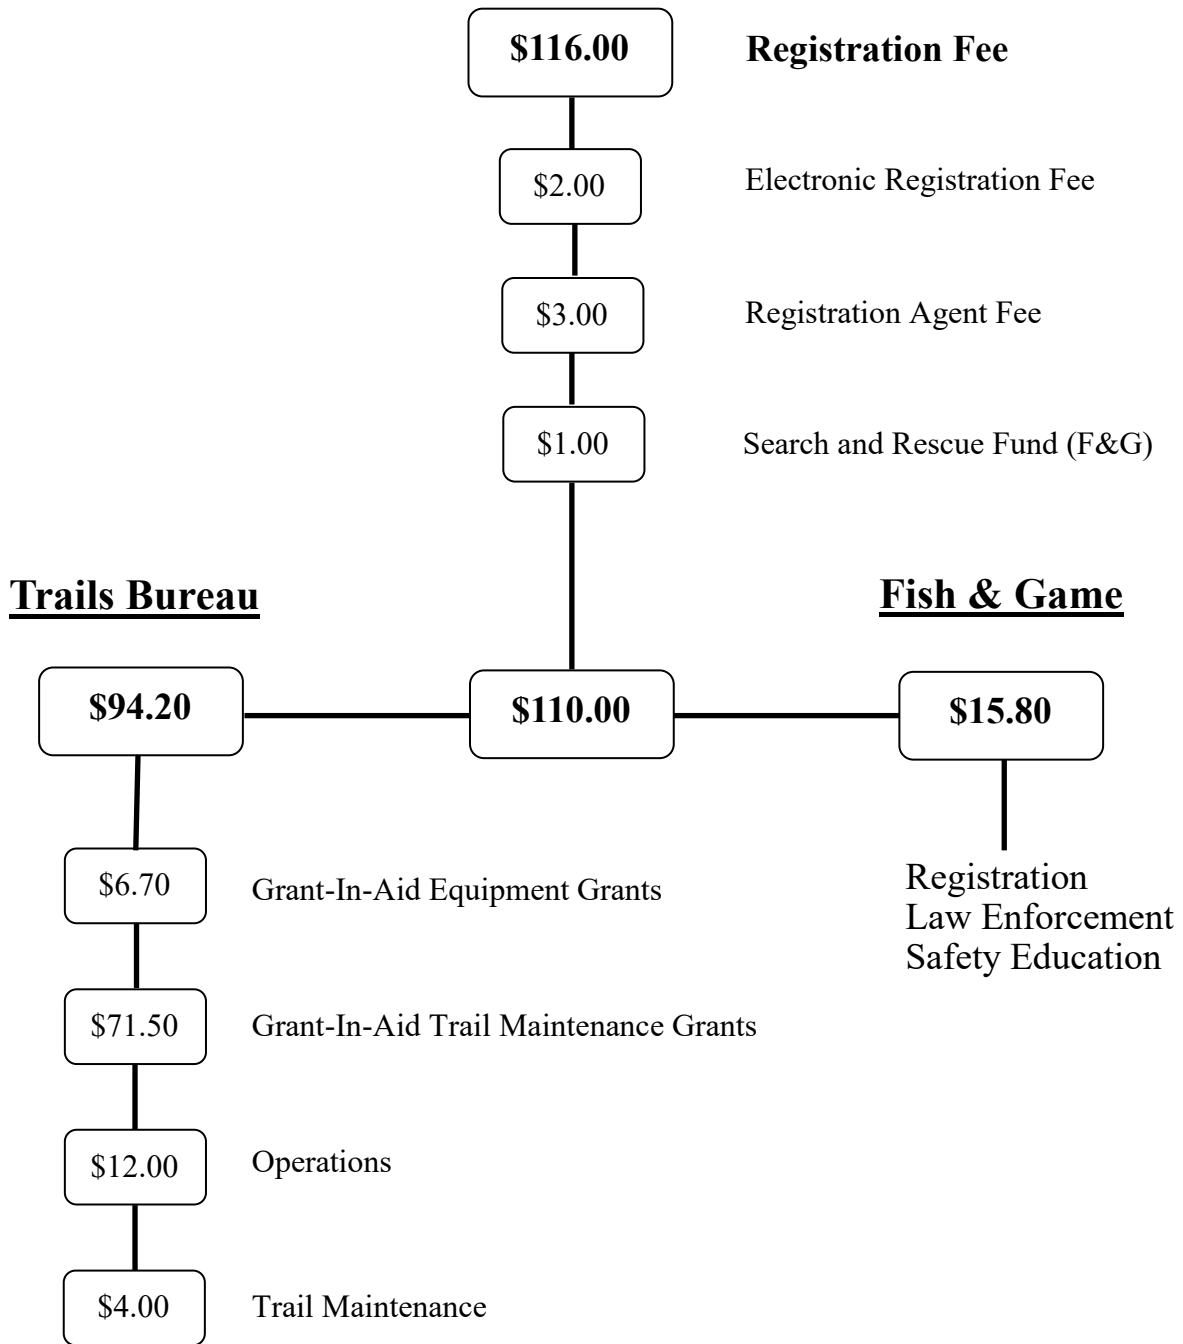 $116.00
Registration Fee
$2.00
Electronic Registration Fee
$3.00
Registration Agent Fee
$1.00
Search and Rescue Fund (F&G)
Trails Bureau
Fish & Game
$94.20
$110.00
$15.80
$6.70
Grant-In-Aid Equipment Grants
Registration
Law Enforcement
Safety Education
$71.50
Grant-In-Aid Trail Maintenance Grants
$12.00
Operations
$4.00
Trail Maintenance